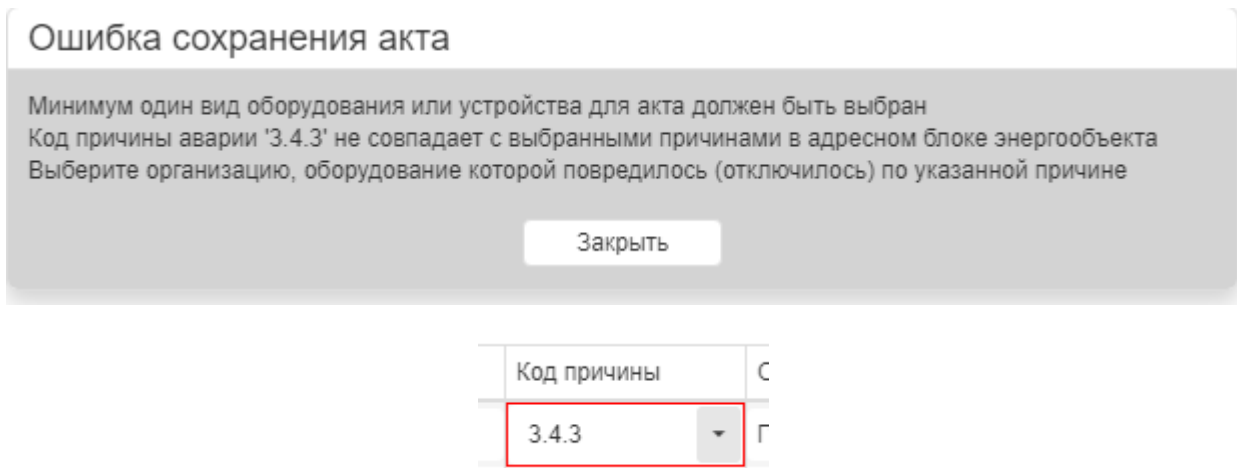 Ошибка сохранения акта
Минимум один вид оборудования или устройства для акта должен быть выбран
Код причины аварии '3.4.3' не совпадает с выбранными причинами в адресном блоке энергообъекта
Выберите организацию, оборудование которой повредилось (отключилось) по указанной причине
Закрыть
Код причины
3.4.3